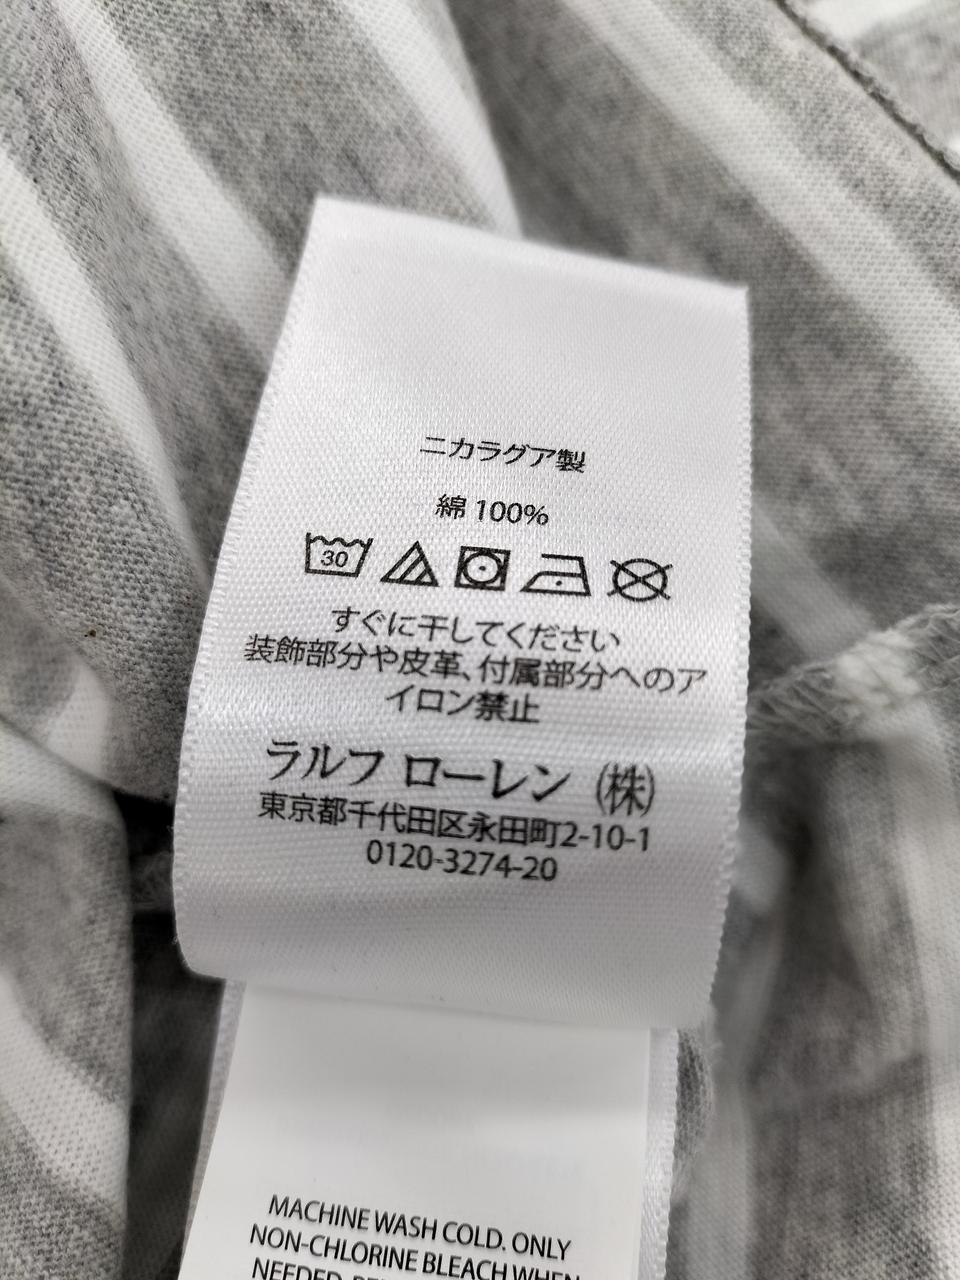 ニカラグア製
綿 100%
30
すぐに干してください
装飾部分や皮革、付属部分へのア
イロン禁止
ラルフ ローレン (株)
東京都千代田区永田町2-10-1
0120-3274-20
MACHINE WASH COLD. ONLY
NON-CHLORINE BLEACH WHEN
NEEDED.